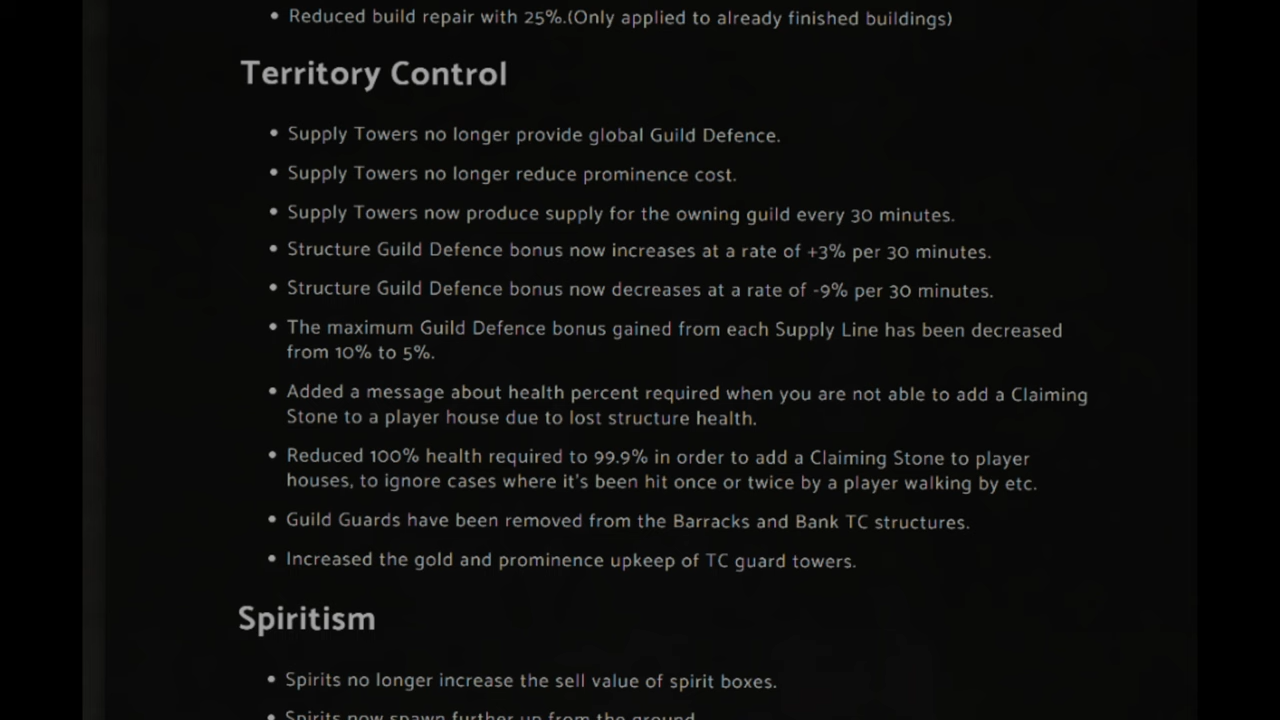 • Reduced build repair with 25%.(Only applied to already finished buildings)
Territory Control
• Supply Towers no longer provide global Guild Defence.
• Supply Towers no longer reduce prominence cost.
• Supply Towers now produce supply for the owning guild every 30 minutes.
• Structure Guild Defence bonus now increases at a rate of +3% per 30 minutes.
• Structure Guild Defence bonus now decreases at a rate of -9% per 30 minutes.
• The maximum Guild Defence bonus gained from each Supply Line has been decreased
from 10% to 5%.
• Added a message about health percent required when you are not able to add a Claiming
Stone to a player house due to lost structure health.
• Reduced 100% health required to 99.9% in order to add a Claiming Stone to player
houses, to ignore cases where it's been hit once or twice by a player walking by etc.
• Guild Guards have been removed from the Barracks and Bank TC structures.
• Increased the gold and prominence upkeep of TC guard towers.
Spiritism
• Spirits no longer increase the sell value of spirit boxes.
• Spirits now spawn further up from the ground.